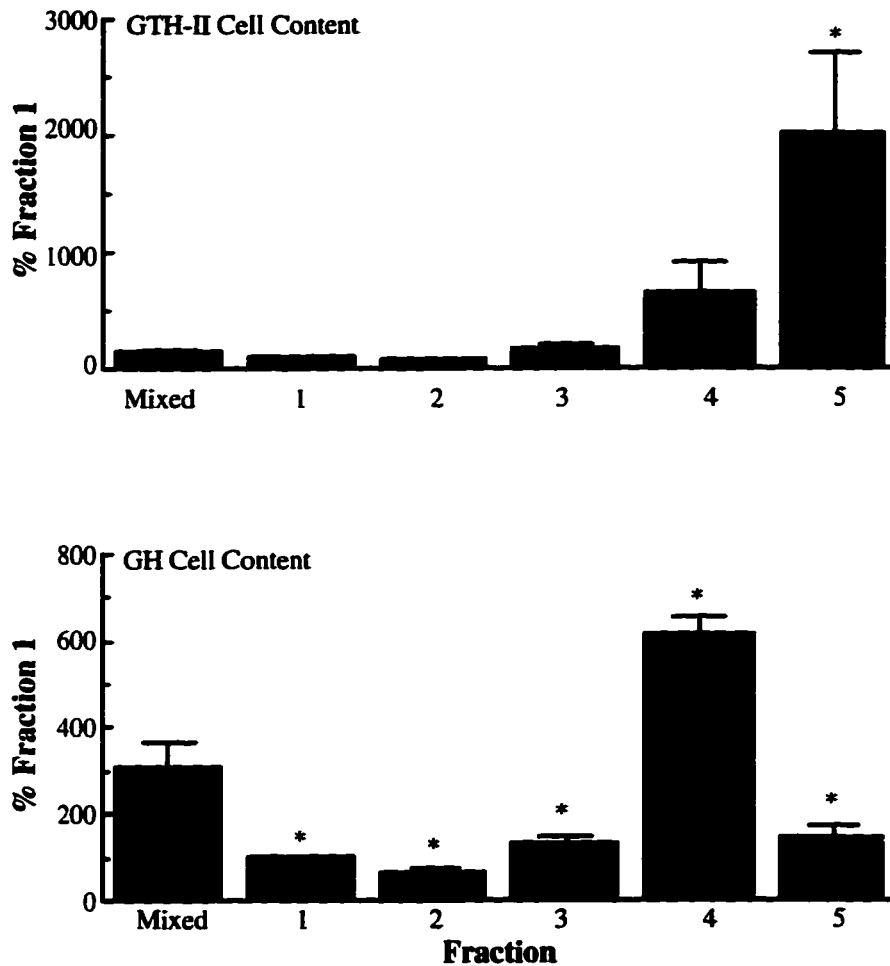 GTH-II Cell Content
% Fraction 1
3000
2000
1000
0
*
Mixed 1 2 3 4 5
GH Cell Content
% Fraction 1
800
600
400
200
0
* * * * *
Mixed 1 2 3 4 5
Fraction